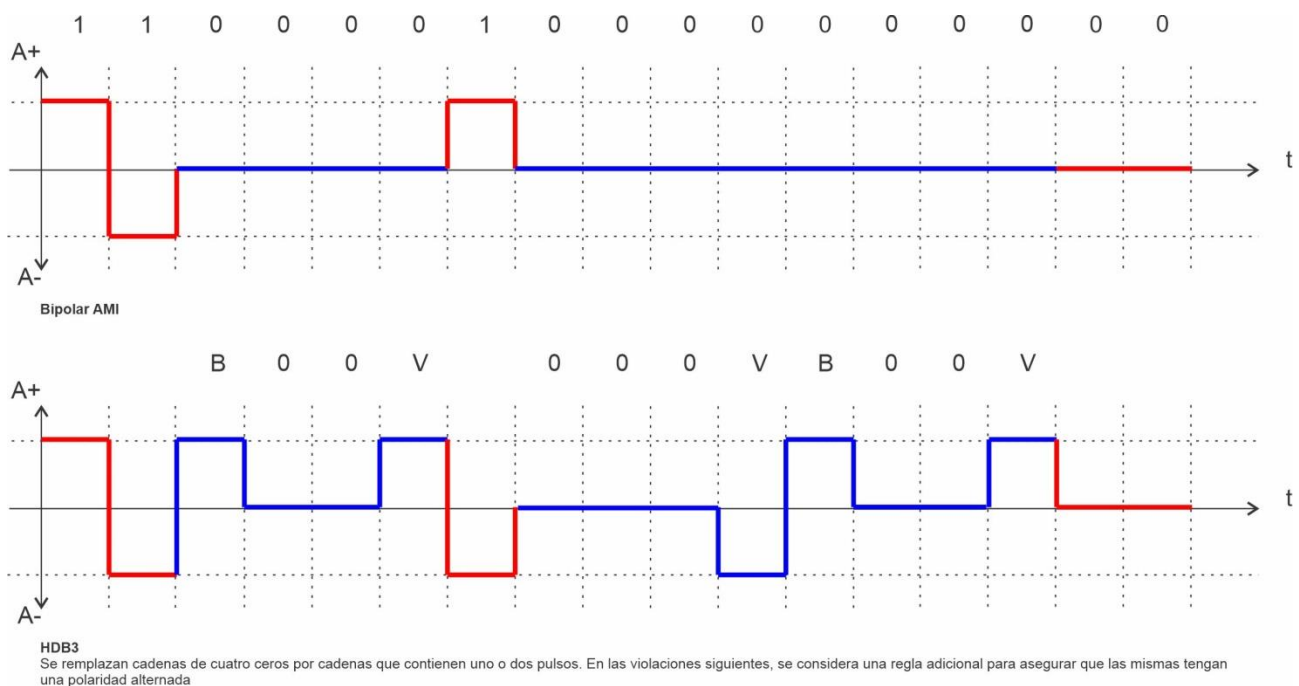 1 1 0 0 0 0 1 0 0 0 0 0 0 0 0 0 0
A+
t
A-
Bipolar AMI
B 0 0 V 0 0 0 V B 0 0 V
A+
t
A-
HDB3
Se remplazan cadenas de cuatro ceros por cadenas que contienen uno o dos pulsos. En las violaciones siguientes, se considera una regla adicional para asegurar que las mismas tengan
una polaridad alternada